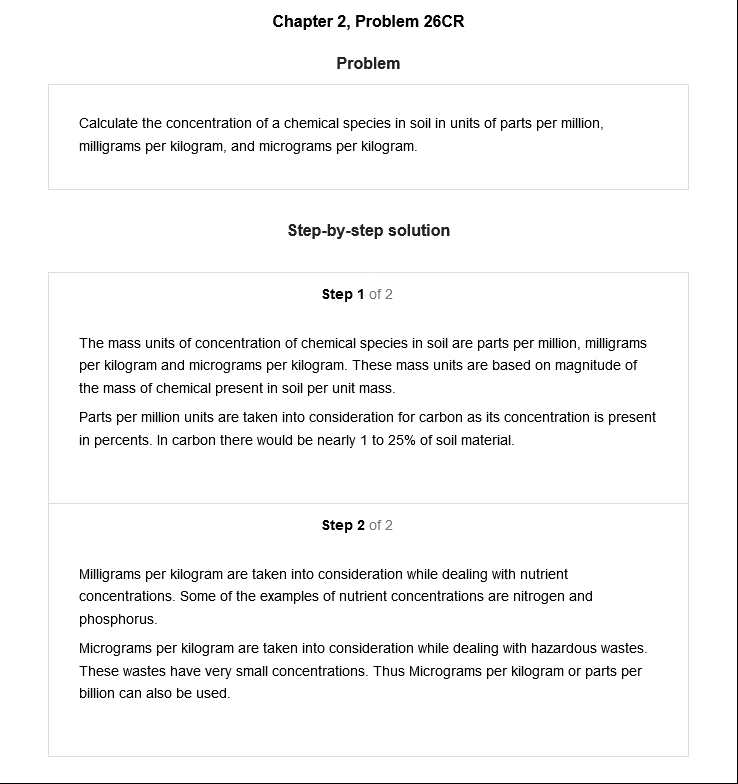 Chapter 2, Problem 26CR
Problem
Calculate the concentration of a chemical species in soil in units of parts per million,
milligrams per kilogram, and micrograms per kilogram.
Step-by-step solution
Step 1 of 2
The mass units of concentration of chemical species in soil are parts per million, milligrams
per kilogram and micrograms per kilogram. These mass units are based on magnitude of
the mass of chemical present in soil per unit mass.
Parts per million units are taken into consideration for carbon as its concentration is present
in percents. In carbon there would be nearly 1 to 25% of soil material.
Step 2 of 2
Milligrams per kilogram are taken into consideration while dealing with nutrient
concentrations. Some of the examples of nutrient concentrations are nitrogen and
phosphorus.
Micrograms per kilogram are taken into consideration while dealing with hazardous wastes.
These wastes have very small concentrations. Thus Micrograms per kilogram or parts per
billion can also be used.